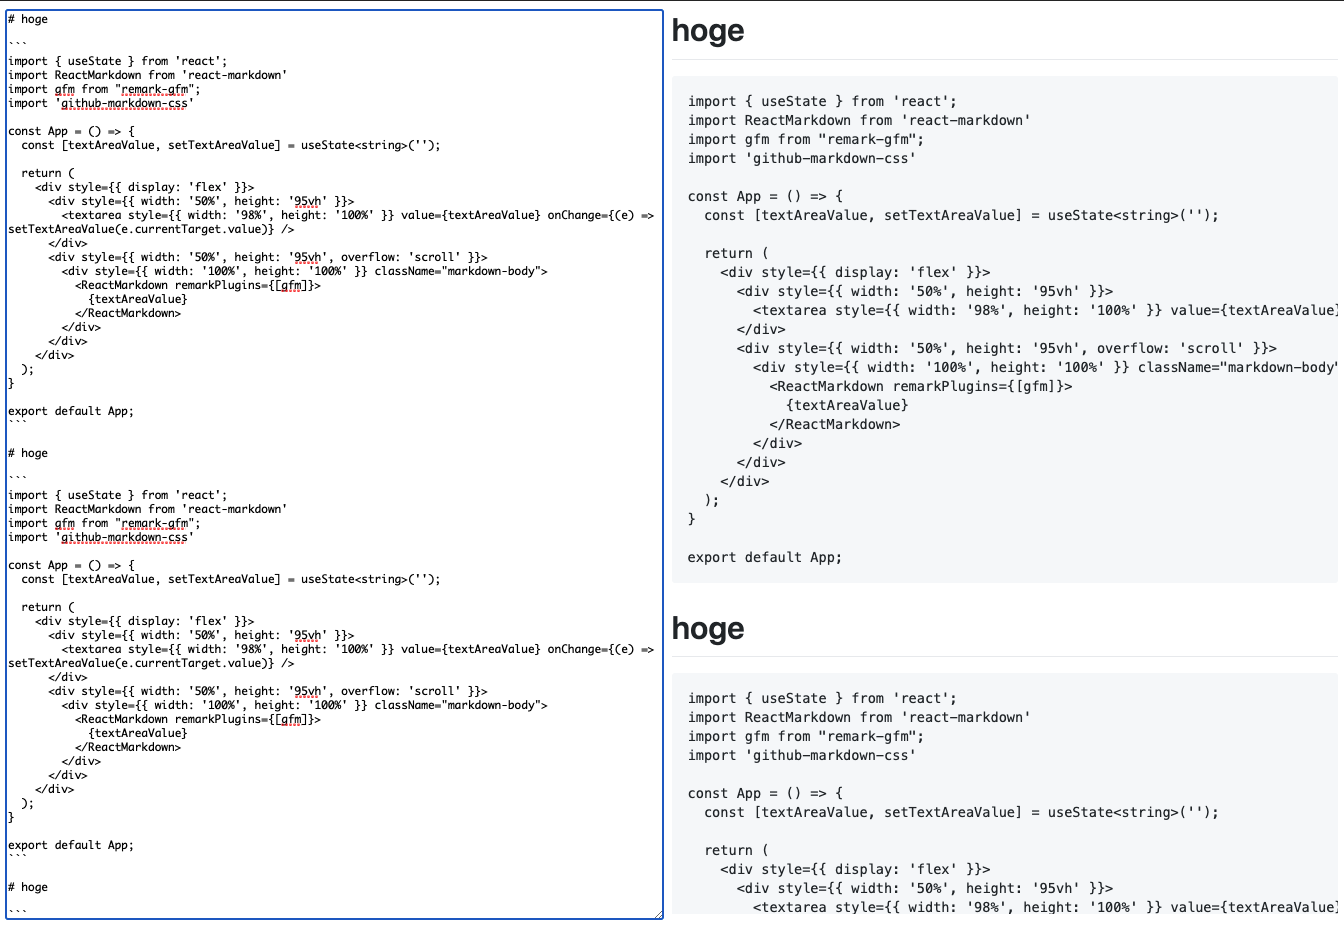 # hoge

```
import { useState } from 'react';
import ReactMarkdown from 'react-markdown'
import gfm from "remark-gfm";
import 'github-markdown-css'

const App = () => {
  const [textAreaValue, setTextAreaValue] = useState<string>('');

  return (
    <div style={{ display: 'flex' }}>
      <div style={{ width: '50%', height: '95vh' }}>
        <textarea style={{ width: '98%', height: '100%' }} value={textAreaValue} onChange={(e) =>
setTextAreaValue(e.currentTarget.value)} />
      </div>
      <div style={{ width: '50%', height: '95vh', overflow: 'scroll' }}>
        <div style={{ width: '100%', height: '100%' }} className="markdown-body">
          <ReactMarkdown remarkPlugins={[gfm]}>
            {textAreaValue}
          </ReactMarkdown>
        </div>
      </div>
    </div>
  );
}

export default App;
```

# hoge

```
import { useState } from 'react';
import ReactMarkdown from 'react-markdown'
import gfm from "remark-gfm";
import 'github-markdown-css'

const App = () => {
  const [textAreaValue, setTextAreaValue] = useState<string>('');

  return (
    <div style={{ display: 'flex' }}>
      <div style={{ width: '50%', height: '95vh' }}>
        <textarea style={{ width: '98%', height: '100%' }} value={textAreaValue} onChange={(e) =>
setTextAreaValue(e.currentTarget.value)} />
      </div>
      <div style={{ width: '50%', height: '95vh', overflow: 'scroll' }}>
        <div style={{ width: '100%', height: '100%' }} className="markdown-body">
          <ReactMarkdown remarkPlugins={[gfm]}>
            {textAreaValue}
          </ReactMarkdown>
        </div>
      </div>
    </div>
  );
}

export default App;
```

# hoge

```
hoge
import { useState } from 'react';
import ReactMarkdown from 'react-markdown'
import gfm from "remark-gfm";
import 'github-markdown-css'

const App = () => {
  const [textAreaValue, setTextAreaValue] = useState<string>('');

  return (
    <div style={{ display: 'flex' }}>
      <div style={{ width: '50%', height: '95vh' }}>
        <textarea style={{ width: '98%', height: '100%' }} value={textAreaValue}
      </div>
      <div style={{ width: '50%', height: '95vh', overflow: 'scroll' }}>
        <div style={{ width: '100%', height: '100%' }} className="markdown-body"
          <ReactMarkdown remarkPlugins={[gfm]}>
            {textAreaValue}
          </ReactMarkdown>
        </div>
      </div>
    </div>
  );
}

export default App;
hoge
import { useState } from 'react';
import ReactMarkdown from 'react-markdown'
import gfm from "remark-gfm";
import 'github-markdown-css'

const App = () => {
  const [textAreaValue, setTextAreaValue] = useState<string>('');

  return (
    <div style={{ display: 'flex' }}>
      <div style={{ width: '50%', height: '95vh' }}>
        <textarea style={{ width: '98%', height: '100%' }} value={textAreaValue}